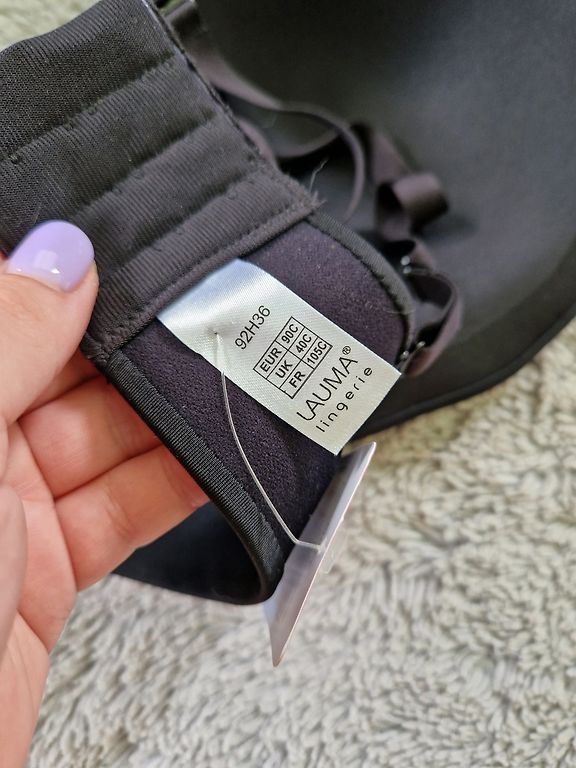 92H36
EUR 90C
UK 40C
FR 105C
LAUMA®
lingerie